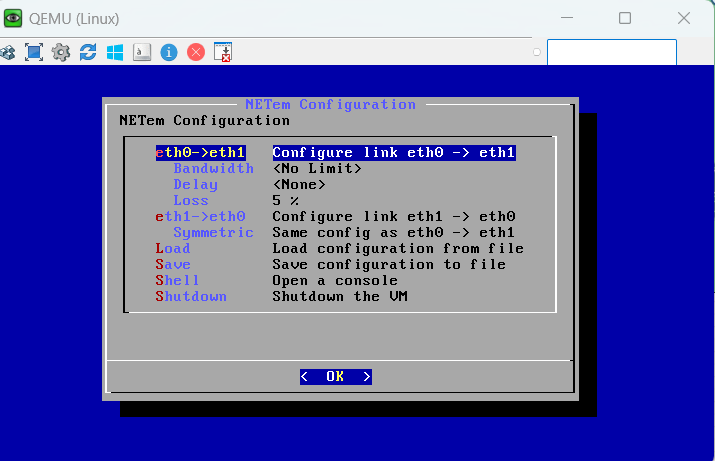 QEMU (Linux)
NETem Configuration
NETem Configuration
eth0->eth1 Configure link eth0 -> eth1
Bandwidth <No Limit>
Delay <None>
Loss 5 %
eth1->eth0 Configure link eth1 -> eth0
Symmetric Same config as eth0 -> eth1
Load Load configuration from file
Save Save configuration to file
Shell Open a console
Shutdown Shutdown the VM
< OK >